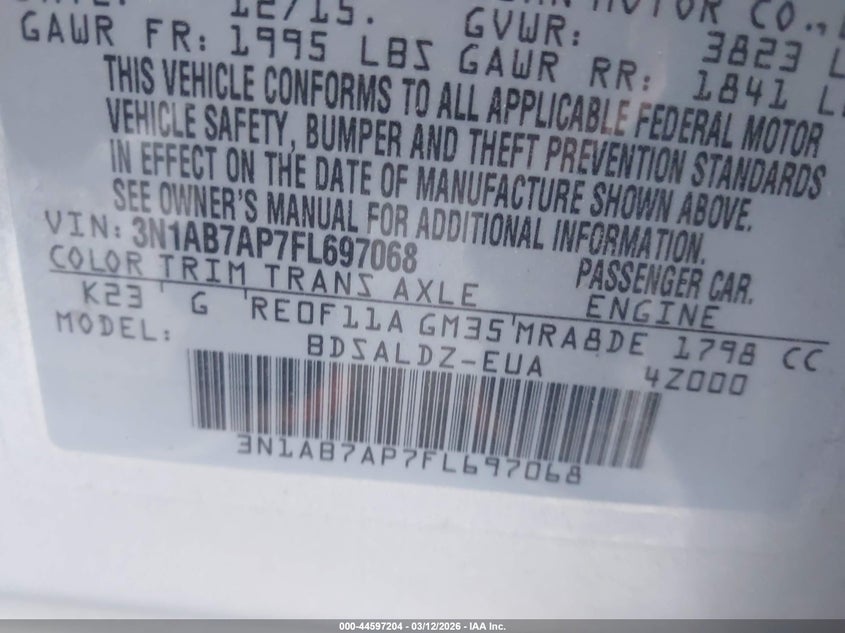 12/15. MOTOR CO.,
GVWR: 3823 L
GAWR FR: 1995 LBS GAWR RR: 1841 L
THIS VEHICLE CONFORMS TO ALL APPLICABLE FEDERAL MOTOR
VEHICLE SAFETY, BUMPER AND THEFT PREVENTION STANDARDS
IN EFFECT ON THE DATE OF MANUFACTURE SHOWN ABOVE.
SEE OWNER'S MANUAL FOR ADDITIONAL INFORMATION.
VIN: 3N1AB7AP7FL697068 PASSENGER CAR.
COLOR TRIM TRANS AXLE ENGINE
K23 G RE0F11A GM35 MRA8DE 1798 CC
MODEL: BDSALDZ-EUA 4Z000
3N1AB7AP7FL697068
000-44597204 — 03/12/2026 — IAA Inc.